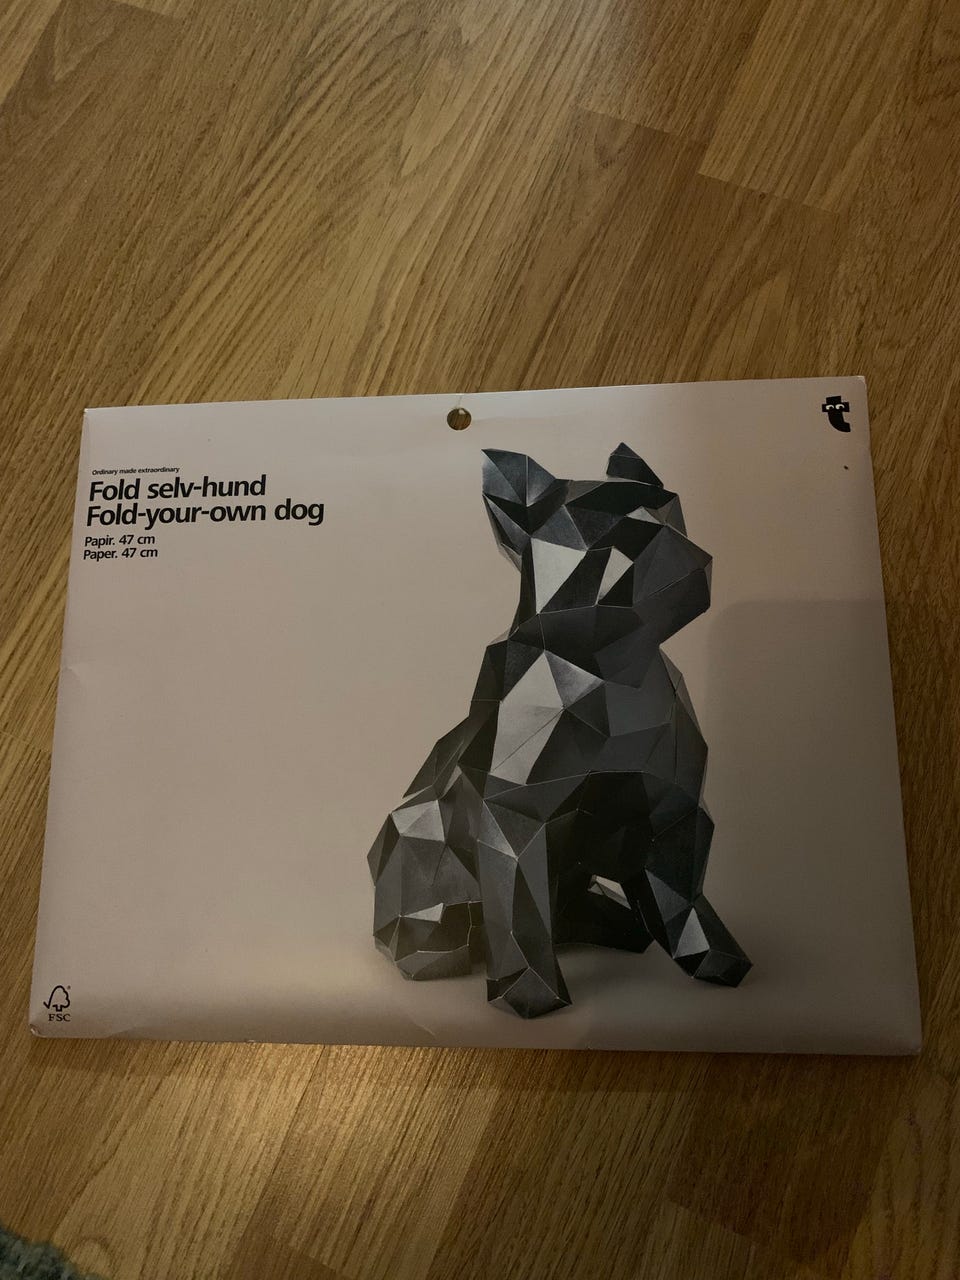 Ordinary made extraordinary
Fold selv-hund
Fold-your-own dog
Papir. 47 cm
Paper. 47 cm
FSC